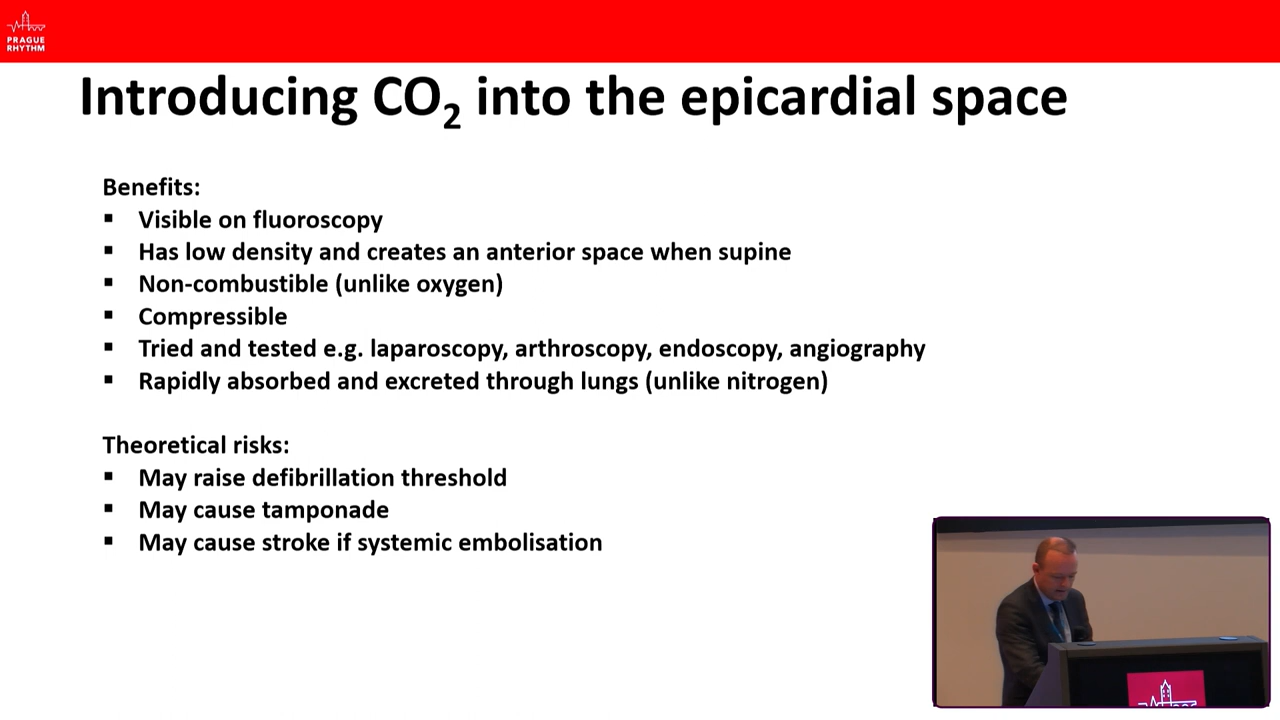 PRAGUE
RHYTHM
Introducing CO₂ into the epicardial space
Benefits:
▪ Visible on fluoroscopy
▪ Has low density and creates an anterior space when supine
▪ Non-combustible (unlike oxygen)
▪ Compressible
▪ Tried and tested e.g. laparoscopy, arthroscopy, endoscopy, angiography
▪ Rapidly absorbed and excreted through lungs (unlike nitrogen)
Theoretical risks:
▪ May raise defibrillation threshold
▪ May cause tamponade
▪ May cause stroke if systemic embolisation